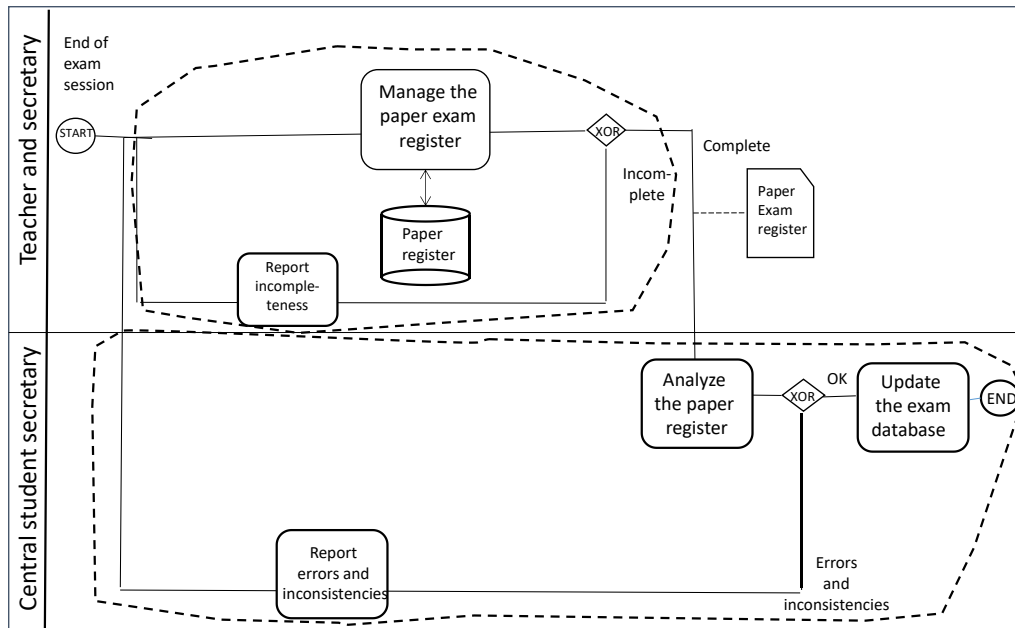 Teacher and secretary
End of
exam
session
START
Manage the
paper exam
register
XOR
Complete
Incom-
plete
Paper
Exam
register
Paper
register
Report
incomple-
teness
Central student secretary
Analyze
the paper
register
XOR
OK
Update
the exam
database
END
Report
errors and
inconsistencies
Errors
and
inconsistencies